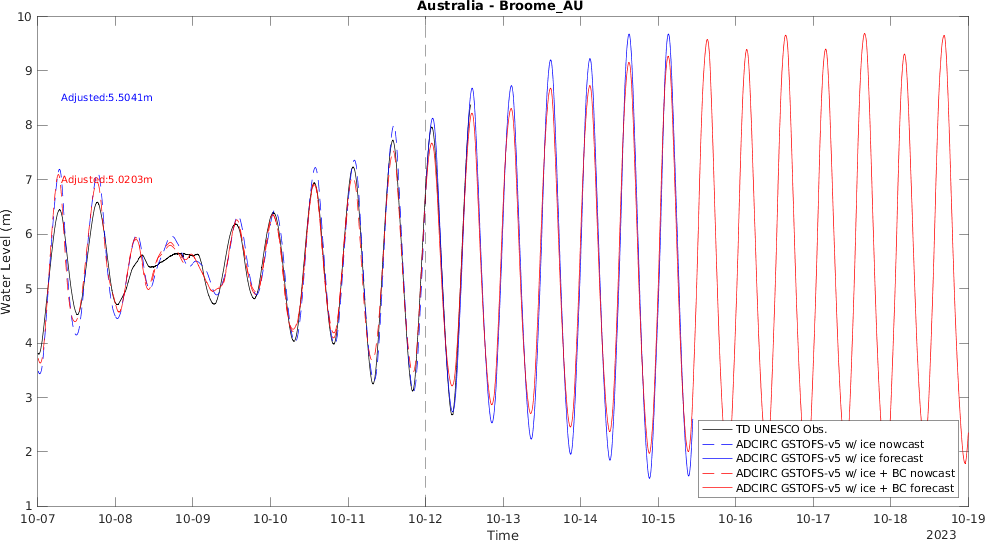 Australia - Broome_AU
10
9
8
7
6
5
4
3
2
1
Water Level (m)
Adjusted:5.5041m
Adjusted:5.0203m
TD UNESCO Obs.
ADCIRC GSTOFS-v5 w/ ice nowcast
ADCIRC GSTOFS-v5 w/ ice forecast
ADCIRC GSTOFS-v5 w/ ice + BC nowcast
ADCIRC GSTOFS-v5 w/ ice + BC forecast
10-07 10-08 10-09 10-10 10-11 10-12 10-13 10-14 10-15 10-16 10-17 10-18 10-19
Time
2023